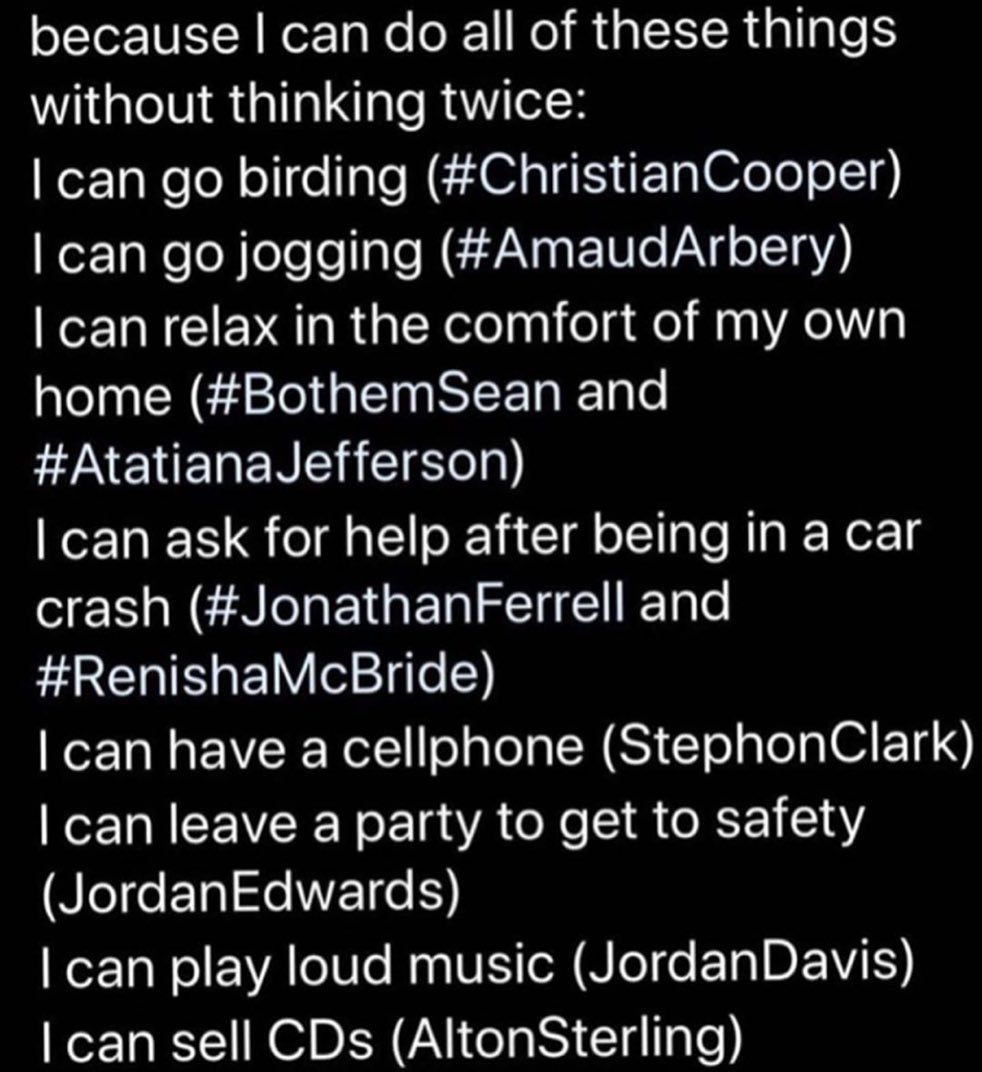 because I can do all of these things
without thinking twice:
I can go birding (#ChristianCooper)
I can go jogging (#AmaudArbery)
I can relax in the comfort of my own
home (#BothemSean and
#AtatianaJefferson)
I can ask for help after being in a car
crash (#JonathanFerrell and
#RenishaMcBride)
I can have a cellphone (StephonClark)
I can leave a party to get to safety
(JordanEdwards)
I can play loud music (JordanDavis)
I can sell CDs (AltonSterling)